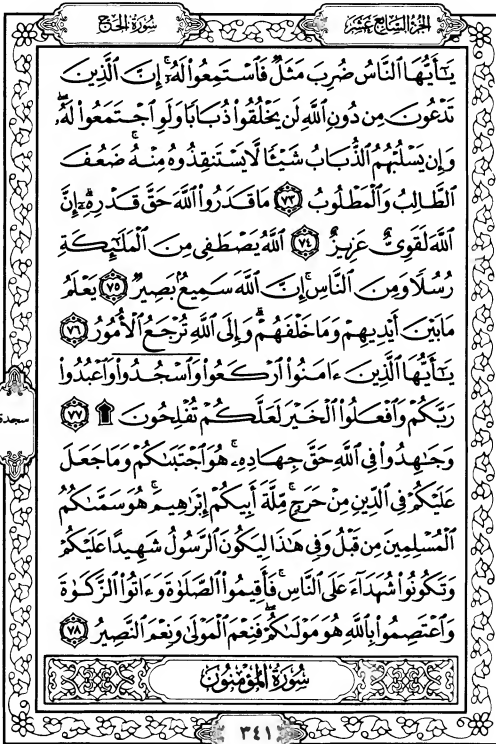 الجزء السابع عشر
سورة الحج
يَٰٓأَيُّهَا ٱلنَّاسُ ضُرِبَ مَثَلٞ فَٱسۡتَمِعُواْ لَهُۥٓۚ إِنَّ ٱلَّذِينَ
تَدۡعُونَ مِن دُونِ ٱللَّهِ لَن يَخۡلُقُواْ ذُبَابٗا وَلَوِ ٱجۡتَمَعُواْ لَهُۥۖ
وَإِن يَسۡلُبۡهُمُ ٱلذُّبَابُ شَيۡـٔٗا لَّا يَسۡتَنقِذُوهُ مِنۡهُۚ ضَعُفَ
ٱلطَّالِبُ وَٱلۡمَطۡلُوبُ ٧٣ مَا قَدَرُواْ ٱللَّهَ حَقَّ قَدۡرِهِۦٓۚ إِنَّ
ٱللَّهَ لَقَوِيٌّ عَزِيزٌ ٧٤ ٱللَّهُ يَصۡطَفِي مِنَ ٱلۡمَلَٰٓئِكَةِ
رُسُلٗا وَمِنَ ٱلنَّاسِۚ إِنَّ ٱللَّهَ سَمِيعُۢ بَصِيرٞ ٧٥ يَعۡلَمُ
مَا بَيۡنَ أَيۡدِيهِمۡ وَمَا خَلۡفَهُمۡۚ وَإِلَى ٱللَّهِ تُرۡجَعُ ٱلۡأُمُورُ ٧٦
يَٰٓأَيُّهَا ٱلَّذِينَ ءَامَنُواْ ٱرۡكَعُواْ وَٱسۡجُدُواْ وَٱعۡبُدُواْ
رَبَّكُمۡ وَٱفۡعَلُواْ ٱلۡخَيۡرَ لَعَلَّكُمۡ تُفۡلِحُونَ ۩ ٧٧
سجدة
وَجَٰهِدُواْ فِي ٱللَّهِ حَقَّ جِهَادِهِۦۚ هُوَ ٱجۡتَبَىٰكُمۡ وَمَا جَعَلَ
عَلَيۡكُمۡ فِي ٱلدِّينِ مِنۡ حَرَجٖۚ مِّلَّةَ أَبِيكُمۡ إِبۡرَٰهِيمَۚ هُوَ سَمَّىٰكُمُ
ٱلۡمُسۡلِمِينَ مِن قَبۡلُ وَفِي هَٰذَا لِيَكُونَ ٱلرَّسُولُ شَهِيدًا عَلَيۡكُمۡ
وَتَكُونُواْ شُهَدَآءَ عَلَى ٱلنَّاسِۚ فَأَقِيمُواْ ٱلصَّلَوٰةَ وَءَاتُواْ ٱلزَّكَوٰةَ
وَٱعۡتَصِمُواْ بِٱللَّهِ هُوَ مَوۡلَىٰكُمۡۖ فَنِعۡمَ ٱلۡمَوۡلَىٰ وَنِعۡمَ ٱلنَّصِيرُ ٧٨
سُورَةُ الْمُؤْمِنُونَ
٣٤١